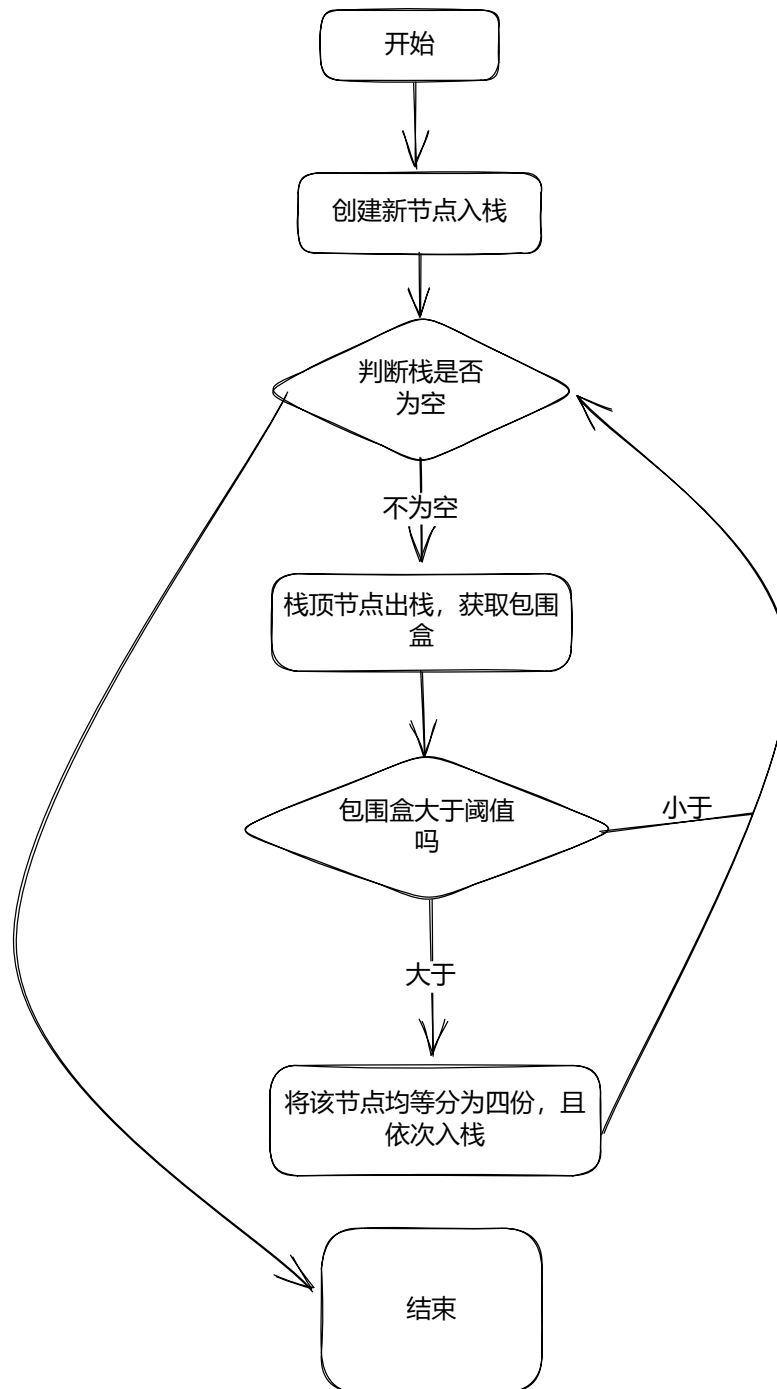 开始
创建新节点入栈
判断栈是否
为空
不为空
栈顶节点出栈，获取包围
盒
包围盒大于阈值
吗
小于
大于
将该节点均等分为四份，且
依次入栈
结束